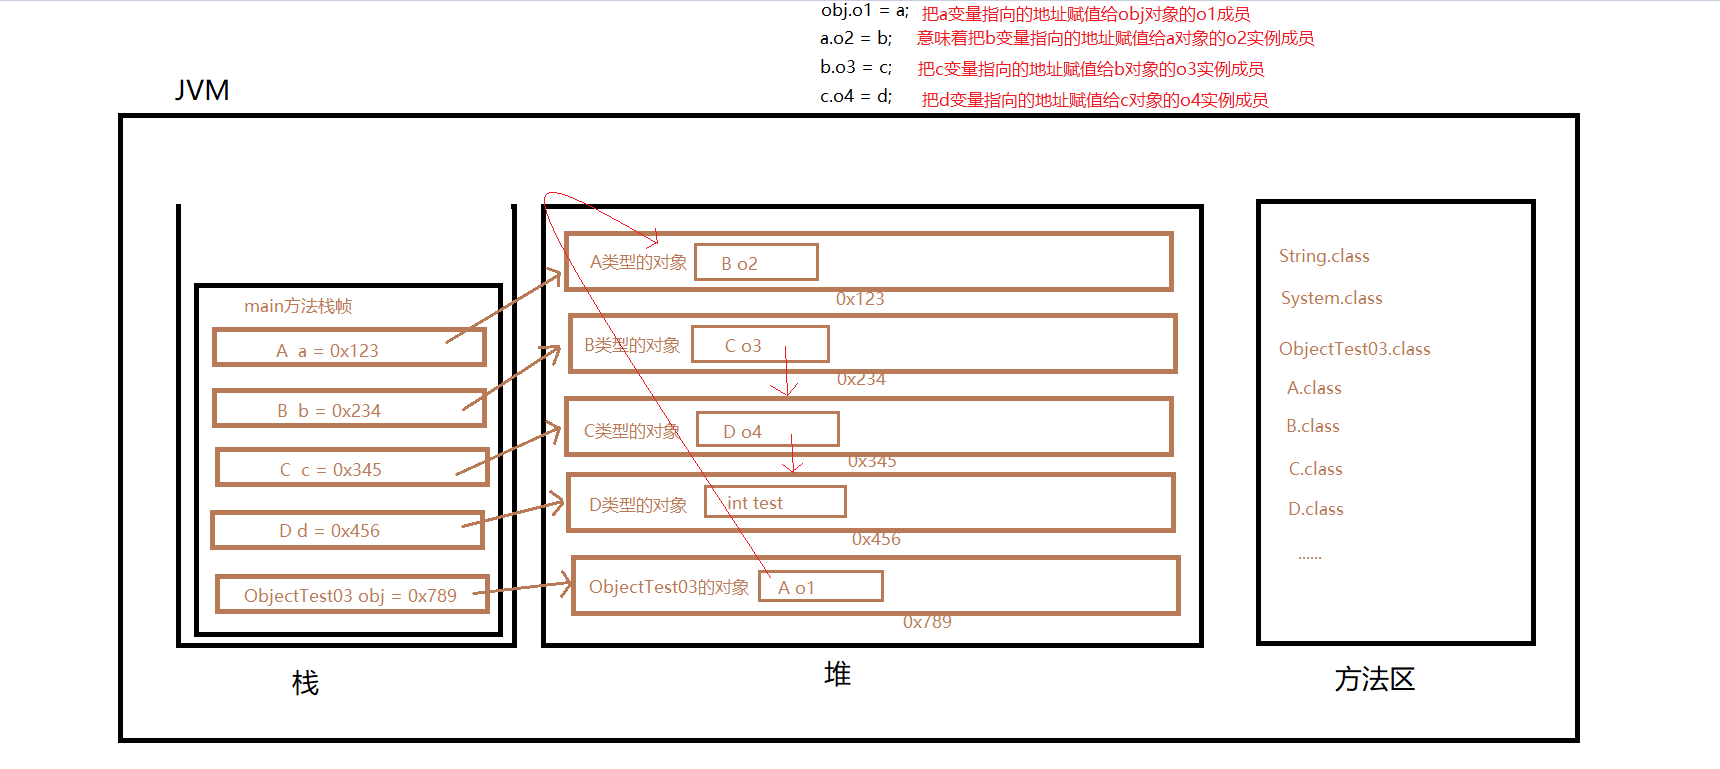 obj.o1 = a; 把a变量指向的地址赋值给obj对象的o1成员
a.o2 = b; 意味着把b变量指向的地址赋值给a对象的o2实例成员
b.o3 = c; 把c变量指向的地址赋值给b对象的o3实例成员
c.o4 = d; 把d变量指向的地址赋值给c对象的o4实例成员
JVM
main方法栈帧
A a = 0x123
B b = 0x234
C c = 0x345
D d = 0x456
ObjectTest03 obj = 0x789
栈
A类型的对象 B o2
0x123
B类型的对象 C o3
0x234
C类型的对象 D o4
0x345
D类型的对象 int test
0x456
ObjectTest03的对象 A o1
0x789
堆
String.class
System.class
ObjectTest03.class
A.class
B.class
C.class
D.class
......
方法区